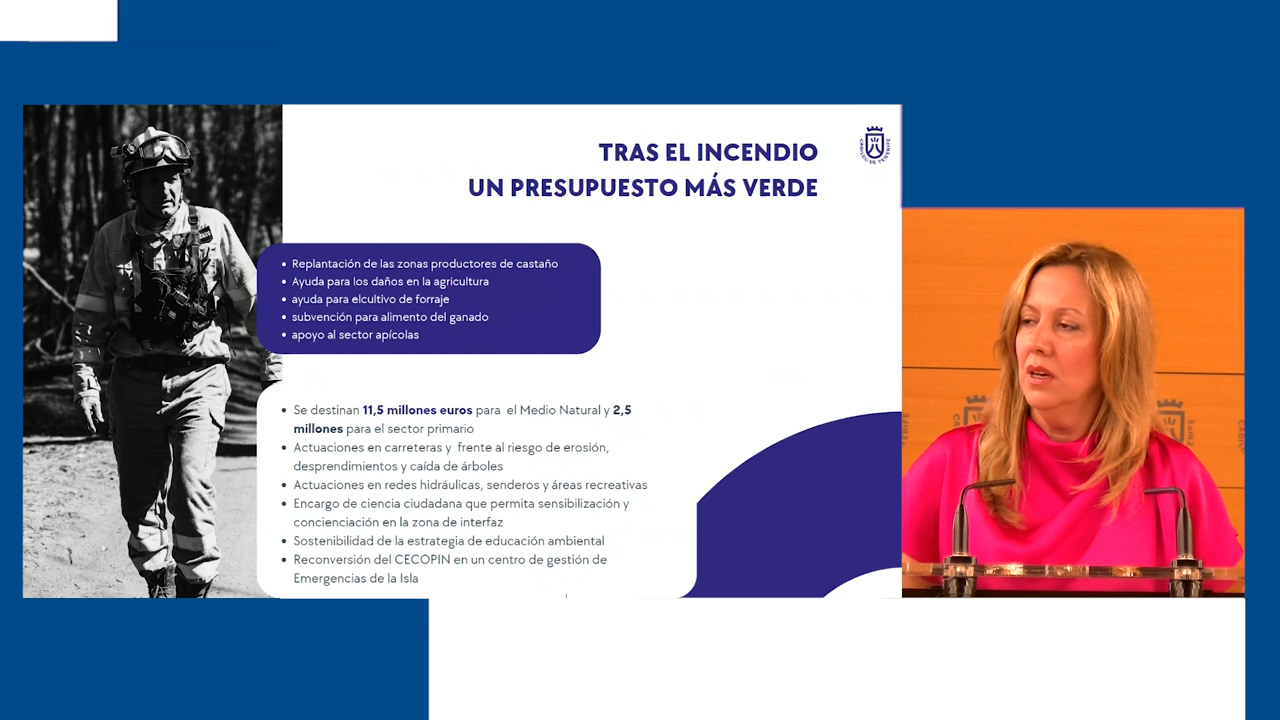 TRAS EL INCENDIO
UN PRESUPUESTO MÁS VERDE
CABILDO DE TENERIFE
• Replantación de las zonas productores de castaño
• Ayuda para los daños en la agricultura
• ayuda para elcultivo de forraje
• subvención para alimento del ganado
• apoyo al sector apícolas
• Se destinan 11,5 millones euros para el Medio Natural y 2,5
millones para el sector primario
• Actuaciones en carreteras y frente al riesgo de erosión,
desprendimientos y caída de árboles
• Actuaciones en redes hidráulicas, senderos y áreas recreativas
• Encargo de ciencia ciudadana que permita sensibilización y
concienciación en la zona de interfaz
• Sostenibilidad de la estrategia de educación ambiental
• Reconversión del CECOPIN en un centro de gestión de
Emergencias de la Isla